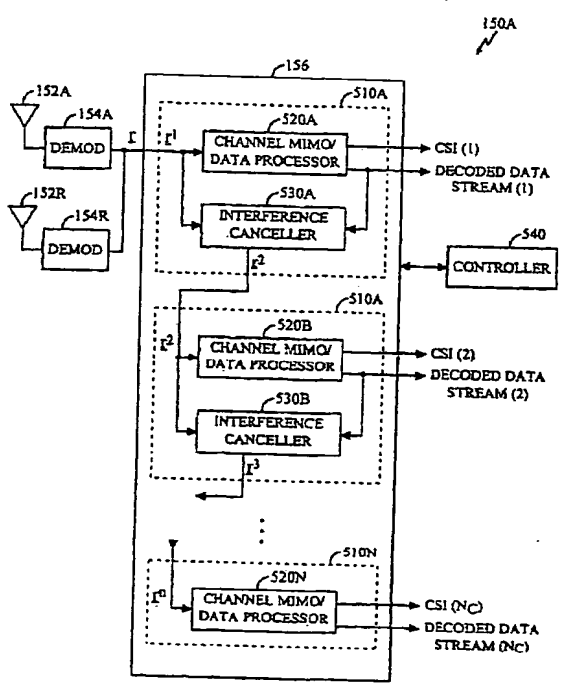 150A
156
510A
152A
154A
DEMOD
r
r1
520A
CHANNEL MIMO/
DATA PROCESSOR
CSI (1)
DECODED DATA
STREAM (1)
152R
154R
DEMOD
530A
INTERFERENCE
CANCELLER
r2
540
CONTROLLER
510A
520B
r2
CHANNEL MIMO/
DATA PROCESSOR
CSI (2)
DECODED DATA
STREAM (2)
530B
INTERFERENCE
CANCELLER
r3
510N
520N
rn
CHANNEL MIMO/
DATA PROCESSOR
CSI (NC)
DECODED DATA
STREAM (NC)